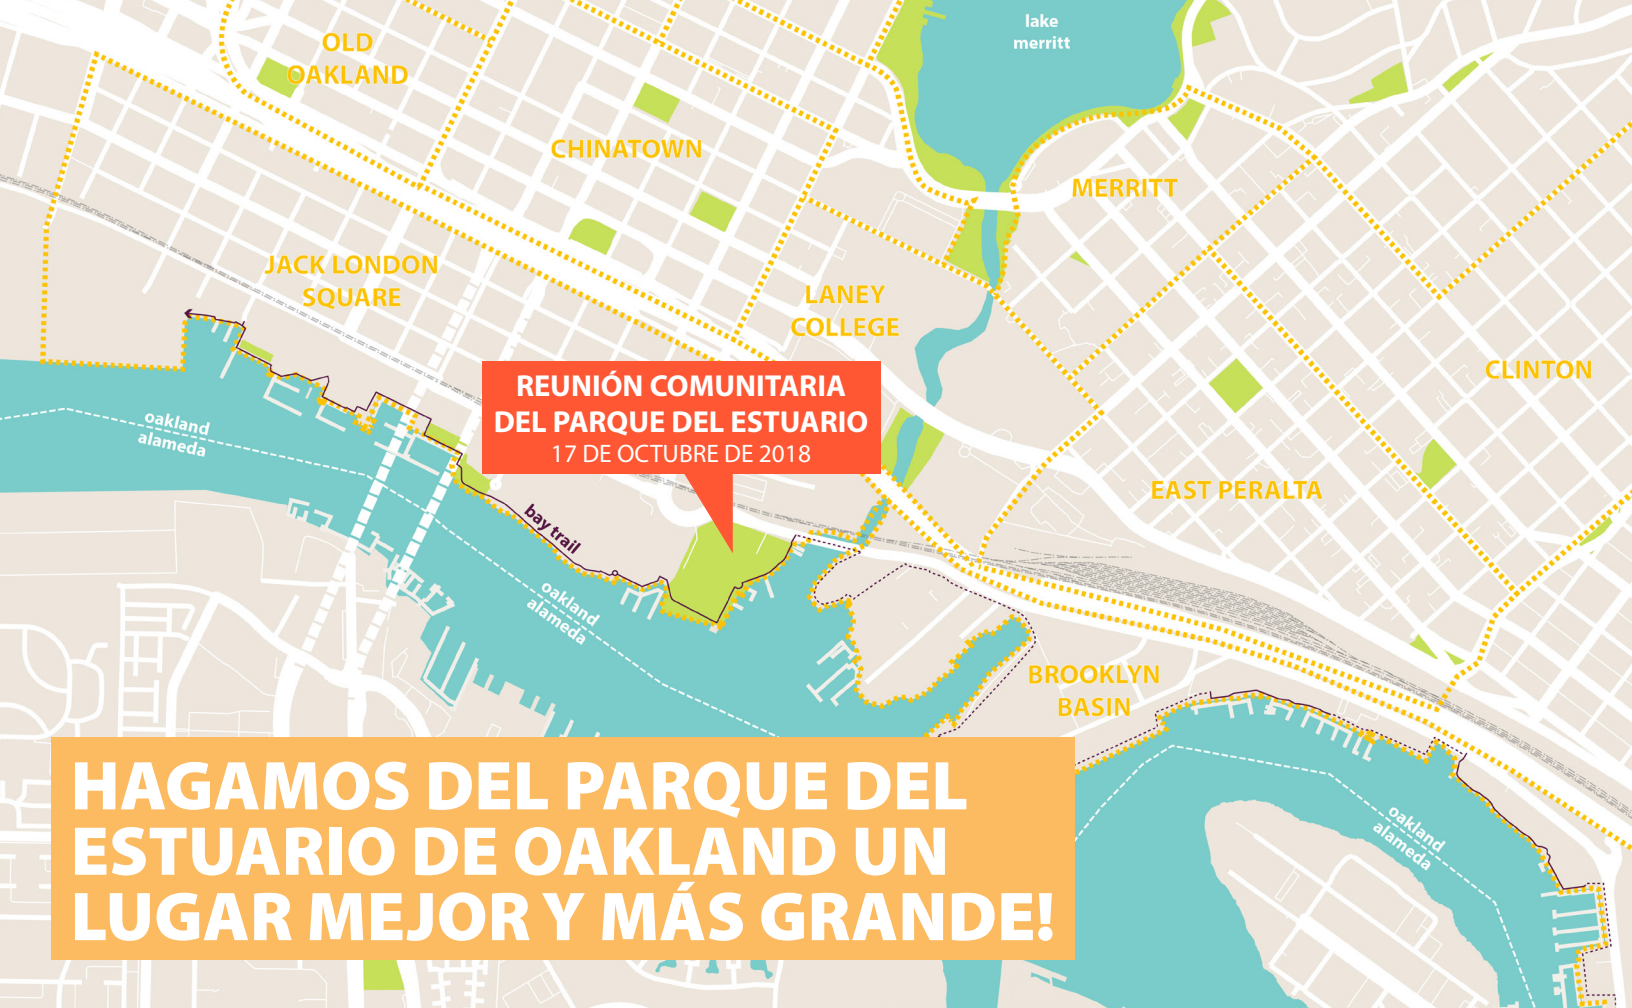 lake
merritt
OLD
OAKLAND
CHINATOWN
MERRITT
JACK LONDON
SQUARE
LANEY
COLLEGE
CLINTON
REUNIÓN COMUNITARIA
DEL PARQUE DEL ESTUARIO
17 DE OCTUBRE DE 2018
oakland
alameda
EAST PERALTA
bay trail
oakland
alameda
BROOKLYN
BASIN
oakland
alameda
HAGAMOS DEL PARQUE DEL
ESTUARIO DE OAKLAND UN
LUGAR MEJOR Y MÁS GRANDE!